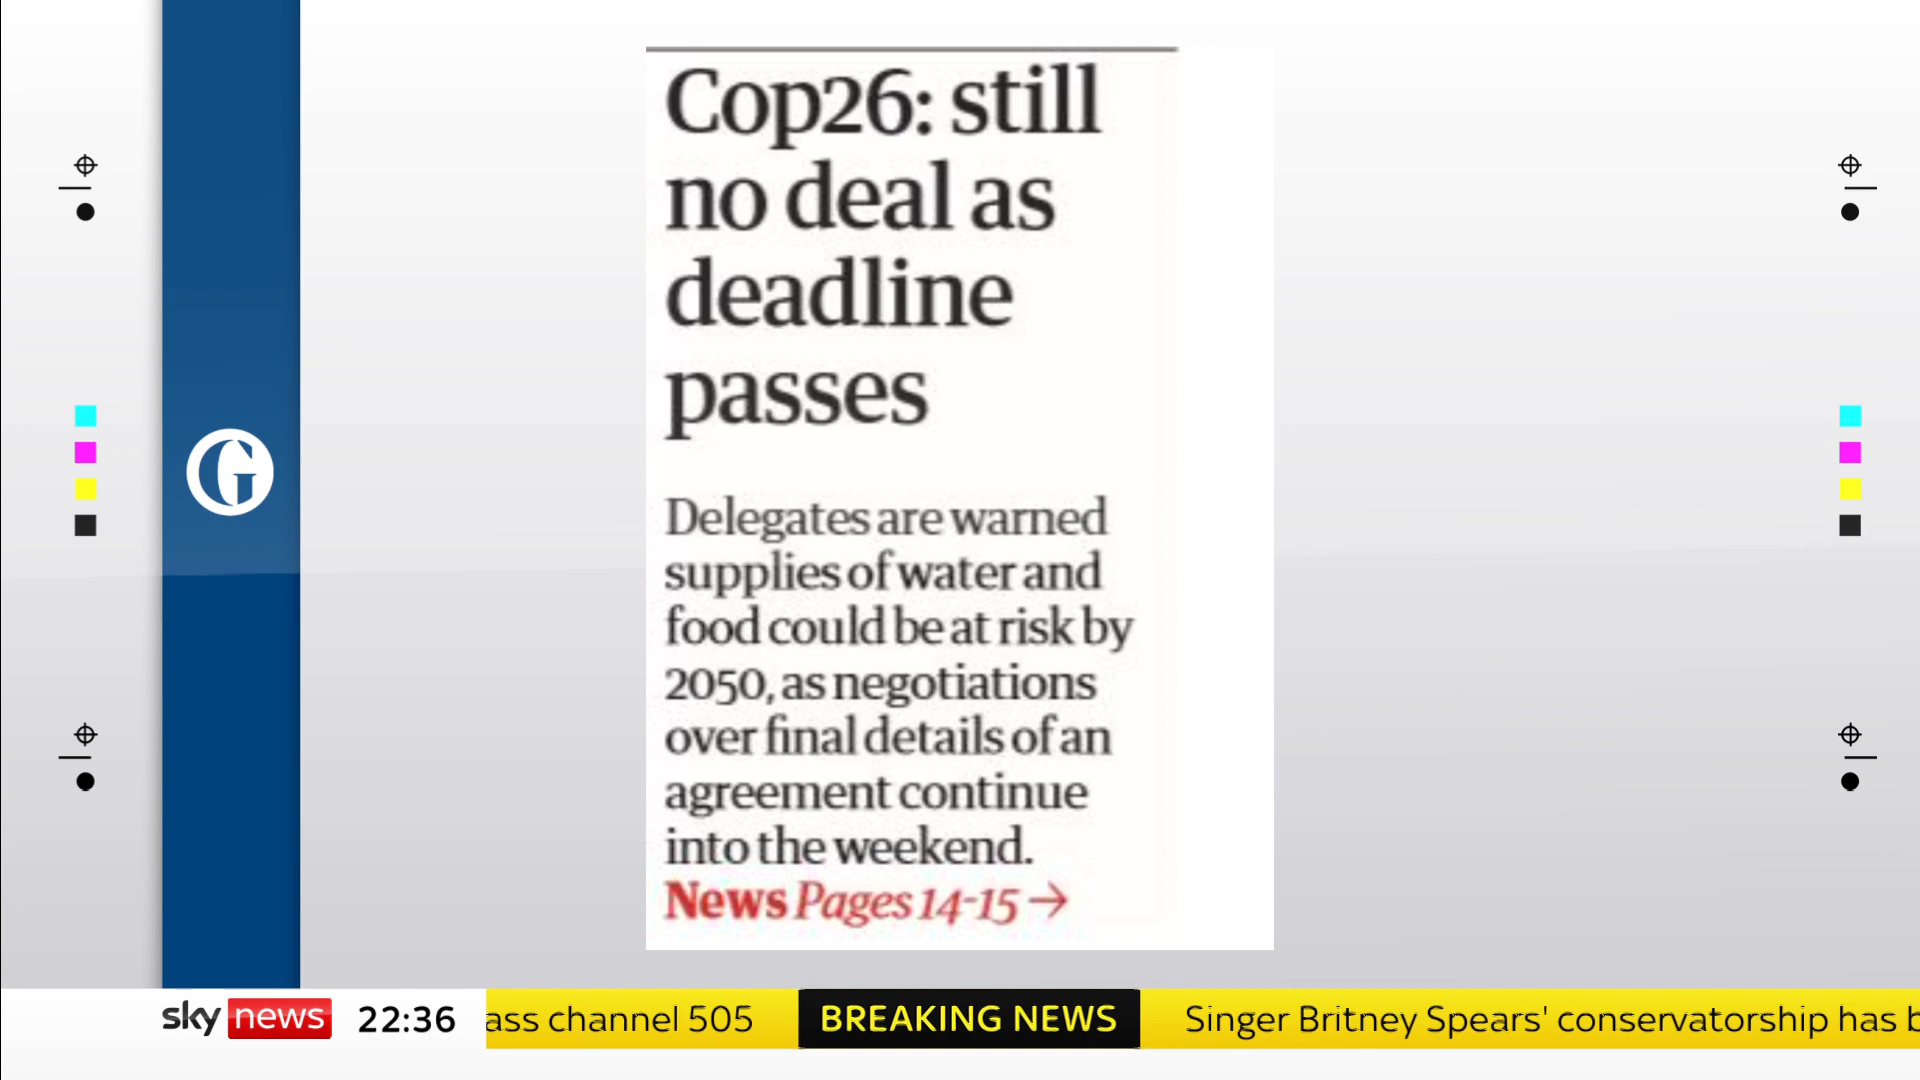 Cop26: still
no deal as
deadline
passes
Delegates are warned
supplies of water and
food could be at risk by
2050, as negotiations
over final details of an
agreement continue
into the weekend.
News Pages 14-15 →
G
sky news 22:36 ass channel 505 BREAKING NEWS Singer Britney Spears' conservatorship has